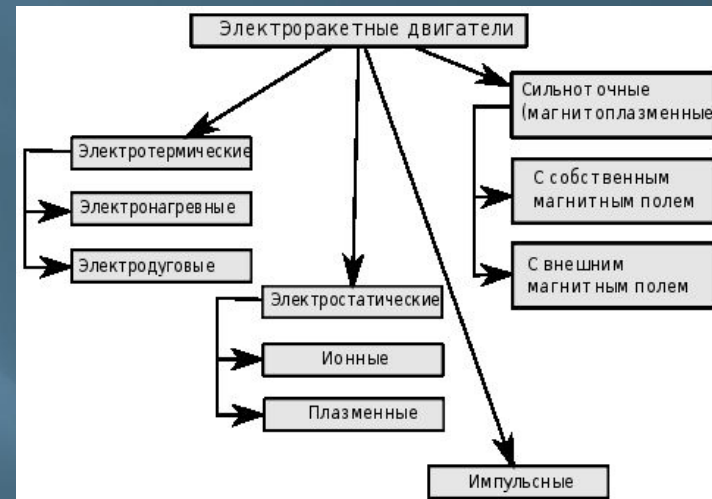 Электроракетные двигатели
Сильноточные
(магнитоплазменные
Электротермические
Электронагревные
Электродуговые
С собственным
магнитным полем
С внешним
магнитным полем
Электростатические
Ионные
Плазменные
Импульсные